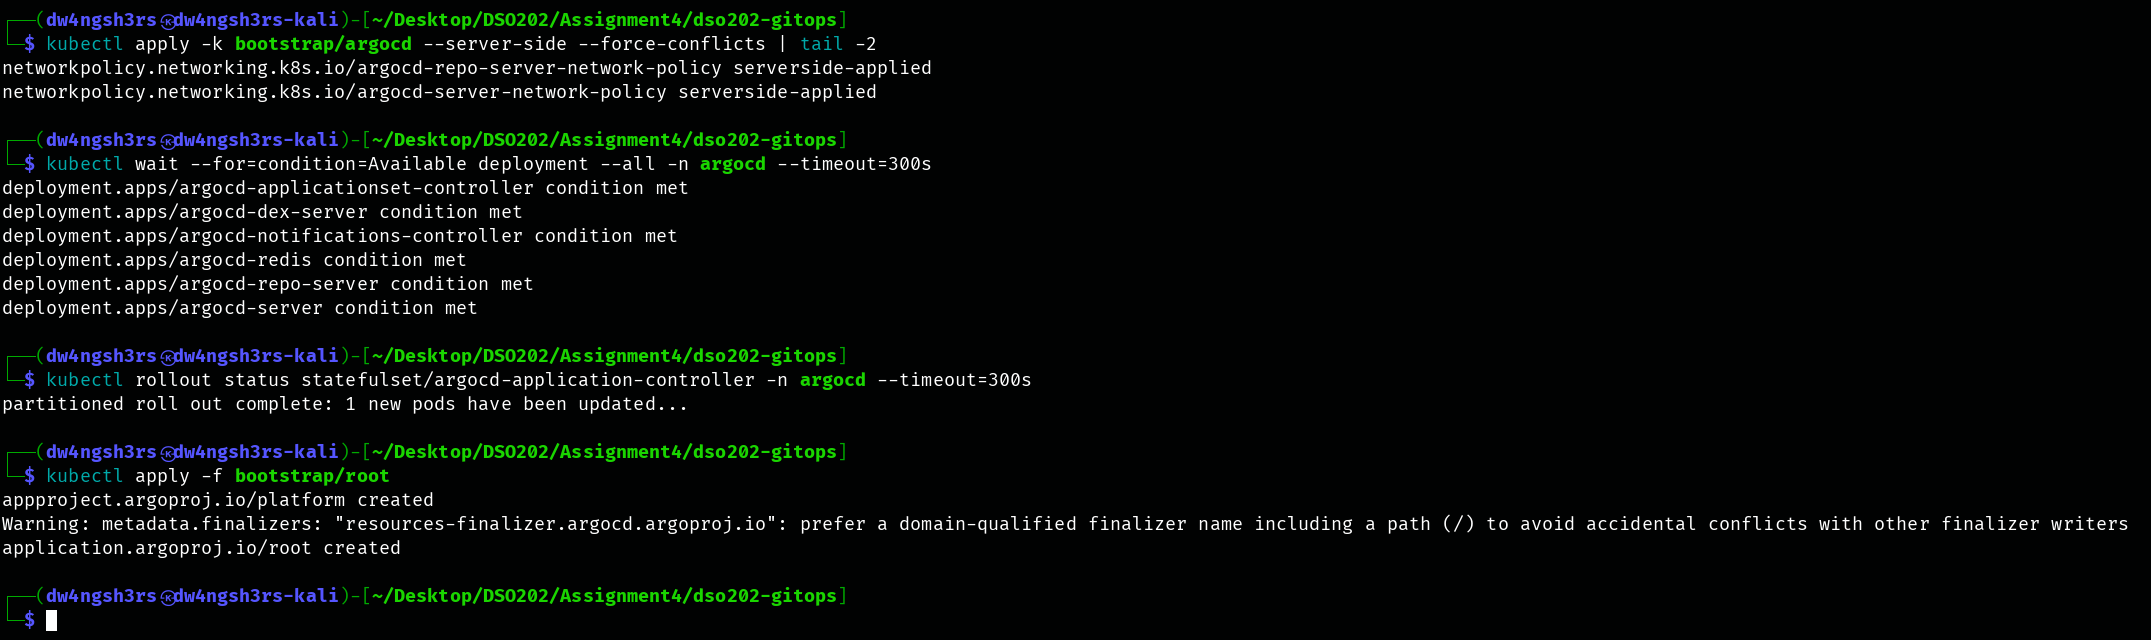 ┌──(dw4ngsh3rs㉿dw4ngsh3rs-kali)-[~/Desktop/DSO202/Assignment4/dso202-gitops]
└─$ kubectl apply -k bootstrap/argocd --server-side --force-conflicts | tail -2
networkpolicy.networking.k8s.io/argocd-repo-server-network-policy serverside-applied
networkpolicy.networking.k8s.io/argocd-server-network-policy serverside-applied
┌──(dw4ngsh3rs㉿dw4ngsh3rs-kali)-[~/Desktop/DSO202/Assignment4/dso202-gitops]
└─$ kubectl wait --for=condition=Available deployment --all -n argocd --timeout=300s
deployment.apps/argocd-applicationset-controller condition met
deployment.apps/argocd-dex-server condition met
deployment.apps/argocd-notifications-controller condition met
deployment.apps/argocd-redis condition met
deployment.apps/argocd-repo-server condition met
deployment.apps/argocd-server condition met
┌──(dw4ngsh3rs㉿dw4ngsh3rs-kali)-[~/Desktop/DSO202/Assignment4/dso202-gitops]
└─$ kubectl rollout status statefulset/argocd-application-controller -n argocd --timeout=300s
partitioned roll out complete: 1 new pods have been updated...
┌──(dw4ngsh3rs㉿dw4ngsh3rs-kali)-[~/Desktop/DSO202/Assignment4/dso202-gitops]
└─$ kubectl apply -f bootstrap/root
appproject.argoproj.io/platform created
Warning: metadata.finalizers: "resources-finalizer.argocd.argoproj.io": prefer a domain-qualified finalizer name including a path (/) to avoid accidental conflicts with other finalizer writers
application.argoproj.io/root created
┌──(dw4ngsh3rs㉿dw4ngsh3rs-kali)-[~/Desktop/DSO202/Assignment4/dso202-gitops]
└─$